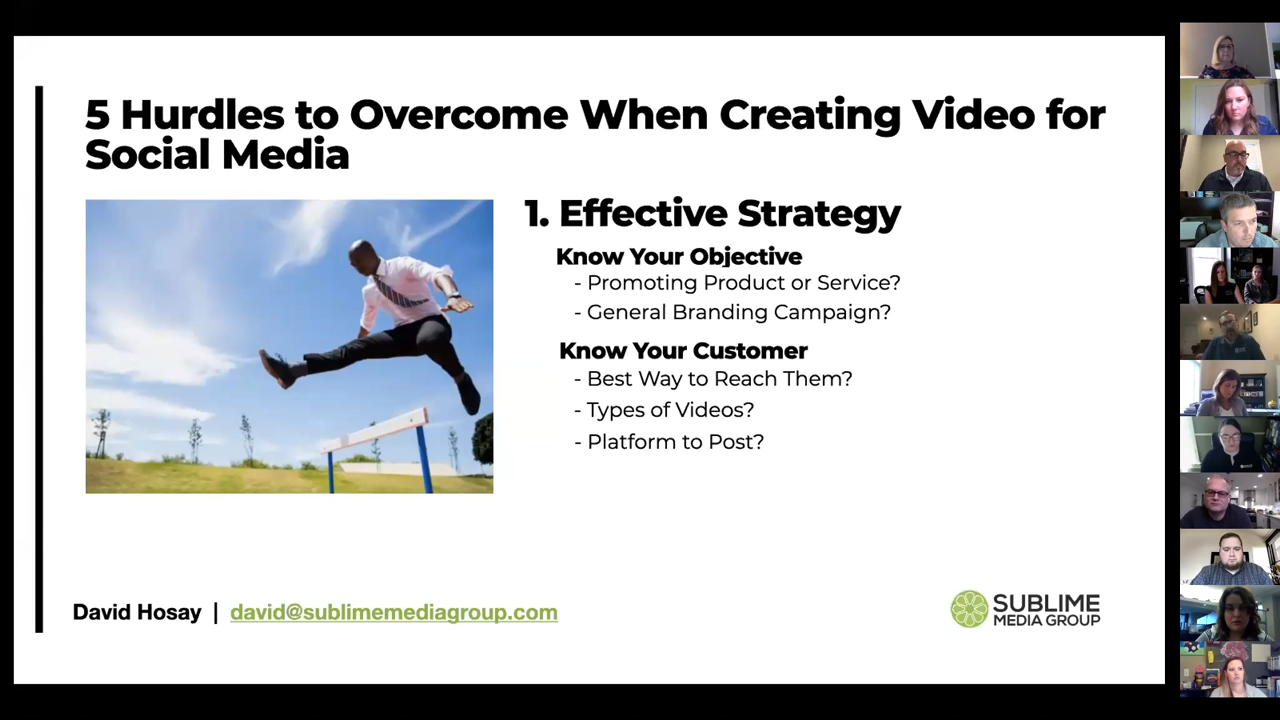 5 Hurdles to Overcome When Creating Video for
Social Media
1. Effective Strategy
Know Your Objective
- Promoting Product or Service?
- General Branding Campaign?
Know Your Customer
- Best Way to Reach Them?
- Types of Videos?
- Platform to Post?
David Hosay | david@sublimemediagroup.com
SUBLIME
MEDIA GROUP